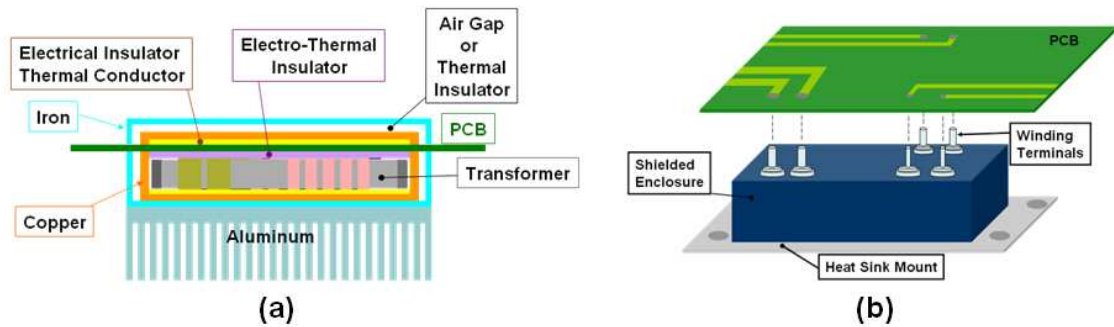 Electrical Insulator
Thermal Conductor
Electro-Thermal
Insulator
Air Gap
or
Thermal
Insulator
Iron
PCB
Transformer
Copper
Aluminum
(a)
PCB
Winding
Terminals
Shielded
Enclosure
Heat Sink Mount
(b)